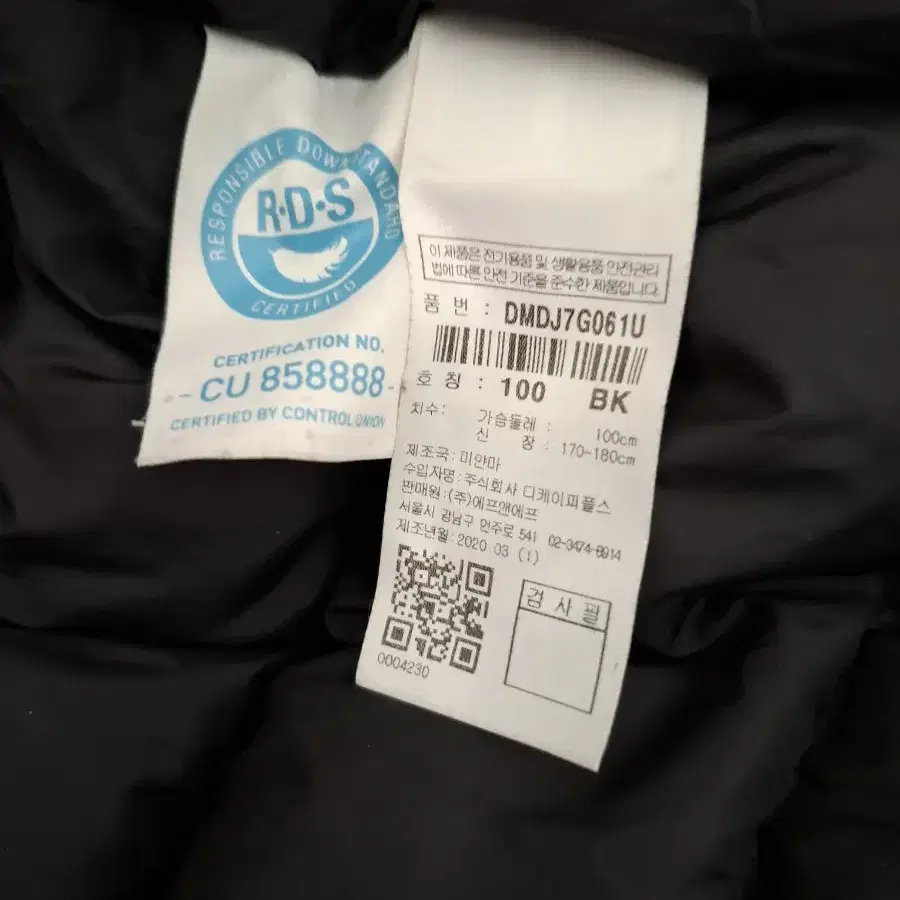 RESPONSIBLE DOWN STANDARD
R·D·S
CERTIFIED
CERTIFICATION NO.
CU 858888
CERTIFIED BY CONTROL UNION
이 제품은 전기용품 및 생활용품 안전관리
법에 따른 안전 기준을 준수한 제품입니다.
품 번 : DMDJ7G061U
호 칭 : 100 BK
치수: 가슴둘레 : 100cm
신 장 : 170-180cm
제조국: 미얀마
수입자명: 주식회사 디케이피플스
판매원: (주)에프앤에프
서울시 강남구 언주로 541 02-3474-8914
제조년월: 2020 03 (1)
검 사 필
0004230